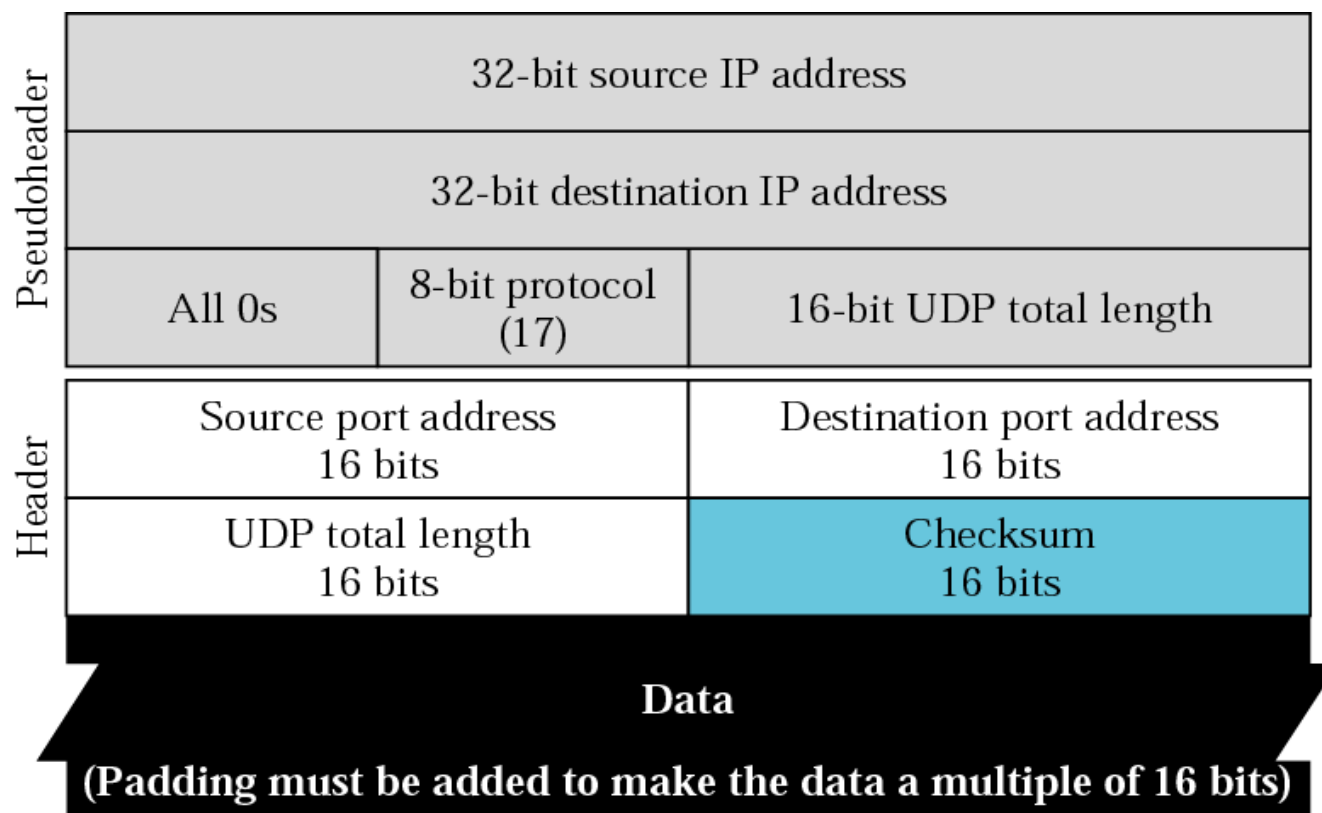 Pseudoheader
32-bit source IP address
32-bit destination IP address
All 0s
8-bit protocol
(17)
16-bit UDP total length
Header
Source port address
16 bits
Destination port address
16 bits
UDP total length
16 bits
Checksum
16 bits
Data
(Padding must be added to make the data a multiple of 16 bits)